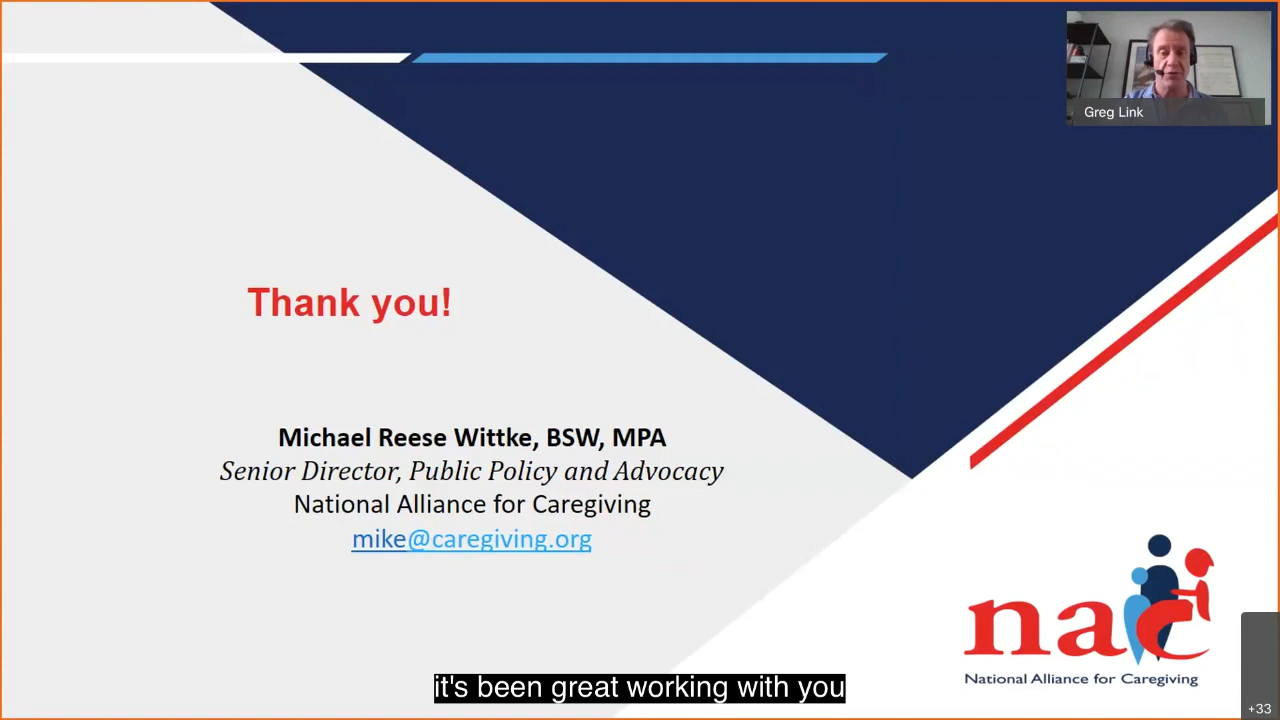 Greg Link
Thank you!
Michael Reese Wittke, BSW, MPA
Senior Director, Public Policy and Advocacy
National Alliance for Caregiving
mike@caregiving.org
nac
National Alliance for Caregiving
it's been great working with you
+33